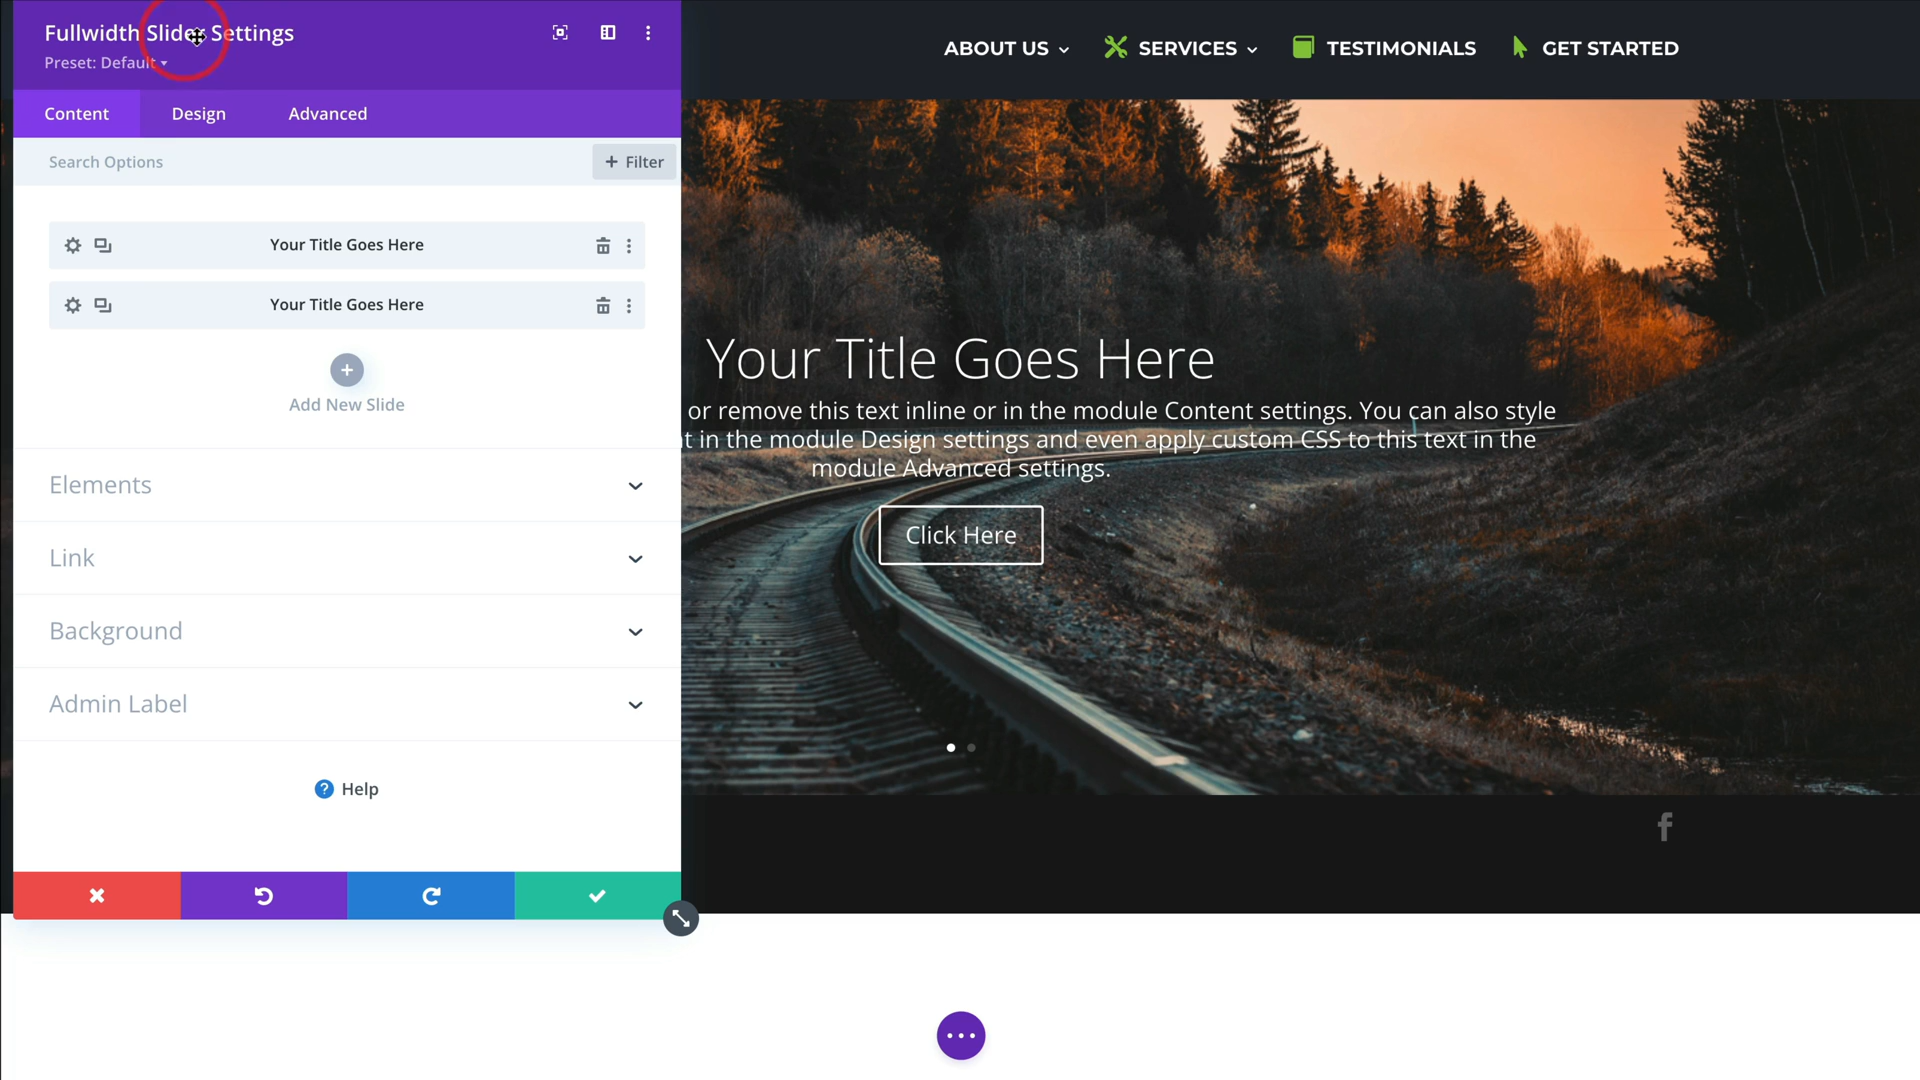 Fullwidth Slider Settings
Preset: Default
Content
Design
Advanced
Search Options
+ Filter
Your Title Goes Here
Your Title Goes Here
Add New Slide
Elements
Link
Background
Admin Label
? Help
ABOUT US
SERVICES
TESTIMONIALS
GET STARTED
Your Title Goes Here
or remove this text inline or in the module Content settings. You can also style
in the module Design settings and even apply custom CSS to this text in the
module Advanced settings.
Click Here